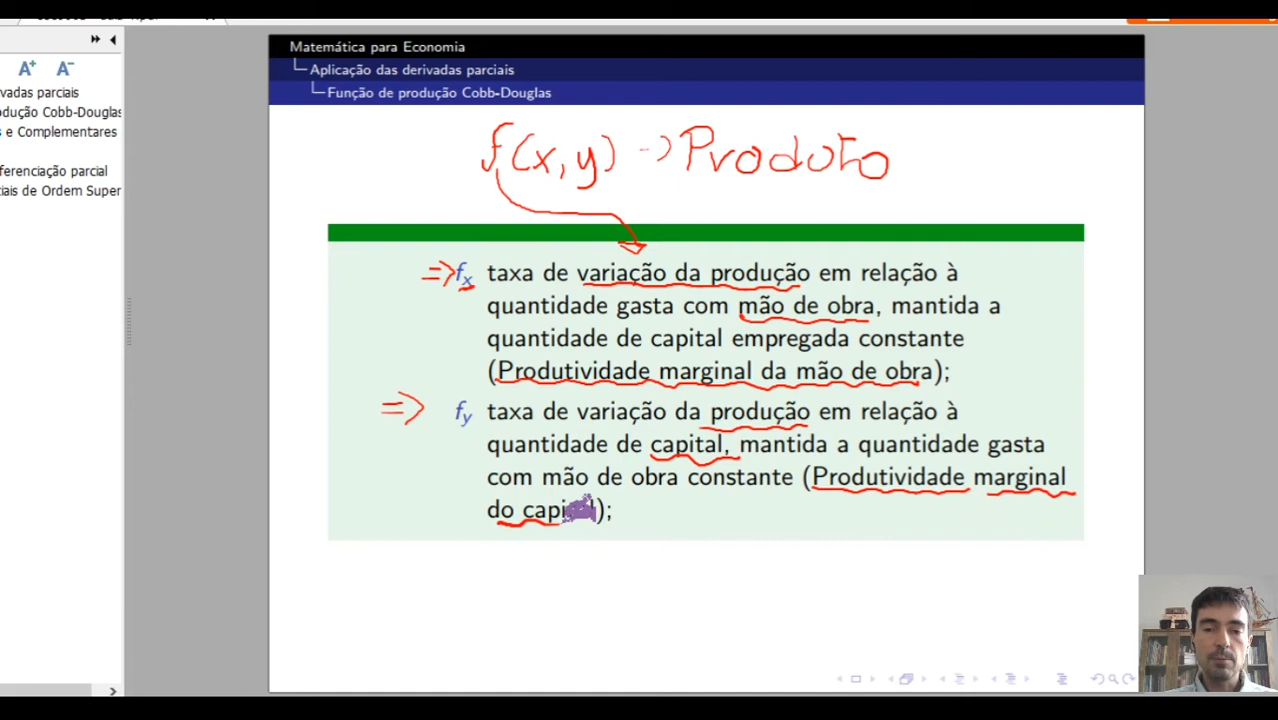 A+ A-
vadas parciais
odução Cobb-Douglas
s e Complementares
iferenciação parcial
iais de Ordem Super
Matemática para Economia
Aplicação das derivadas parciais
Função de produção Cobb-Douglas
f(x,y) -> Produto
=> fx taxa de variação da produção em relação à
quantidade gasta com mão de obra, mantida a
quantidade de capital empregada constante
(Produtividade marginal da mão de obra);
=> fy taxa de variação da produção em relação à
quantidade de capital, mantida a quantidade gasta
com mão de obra constante (Produtividade marginal
do capital);